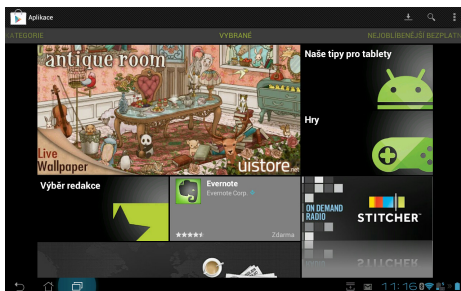 Aplikace
KATEGORIE
VYBRANÉ
NEJOBLÍBENĚJŠÍ BEZPLATN
antique room
Live
Wallpaper
uistore.net
Naše tipy pro tablety
Hry
Výběr redakce
Evernote
Evernote Corp.
Zdarma
ON DEMAND
RADIO
STITCHER
11:16